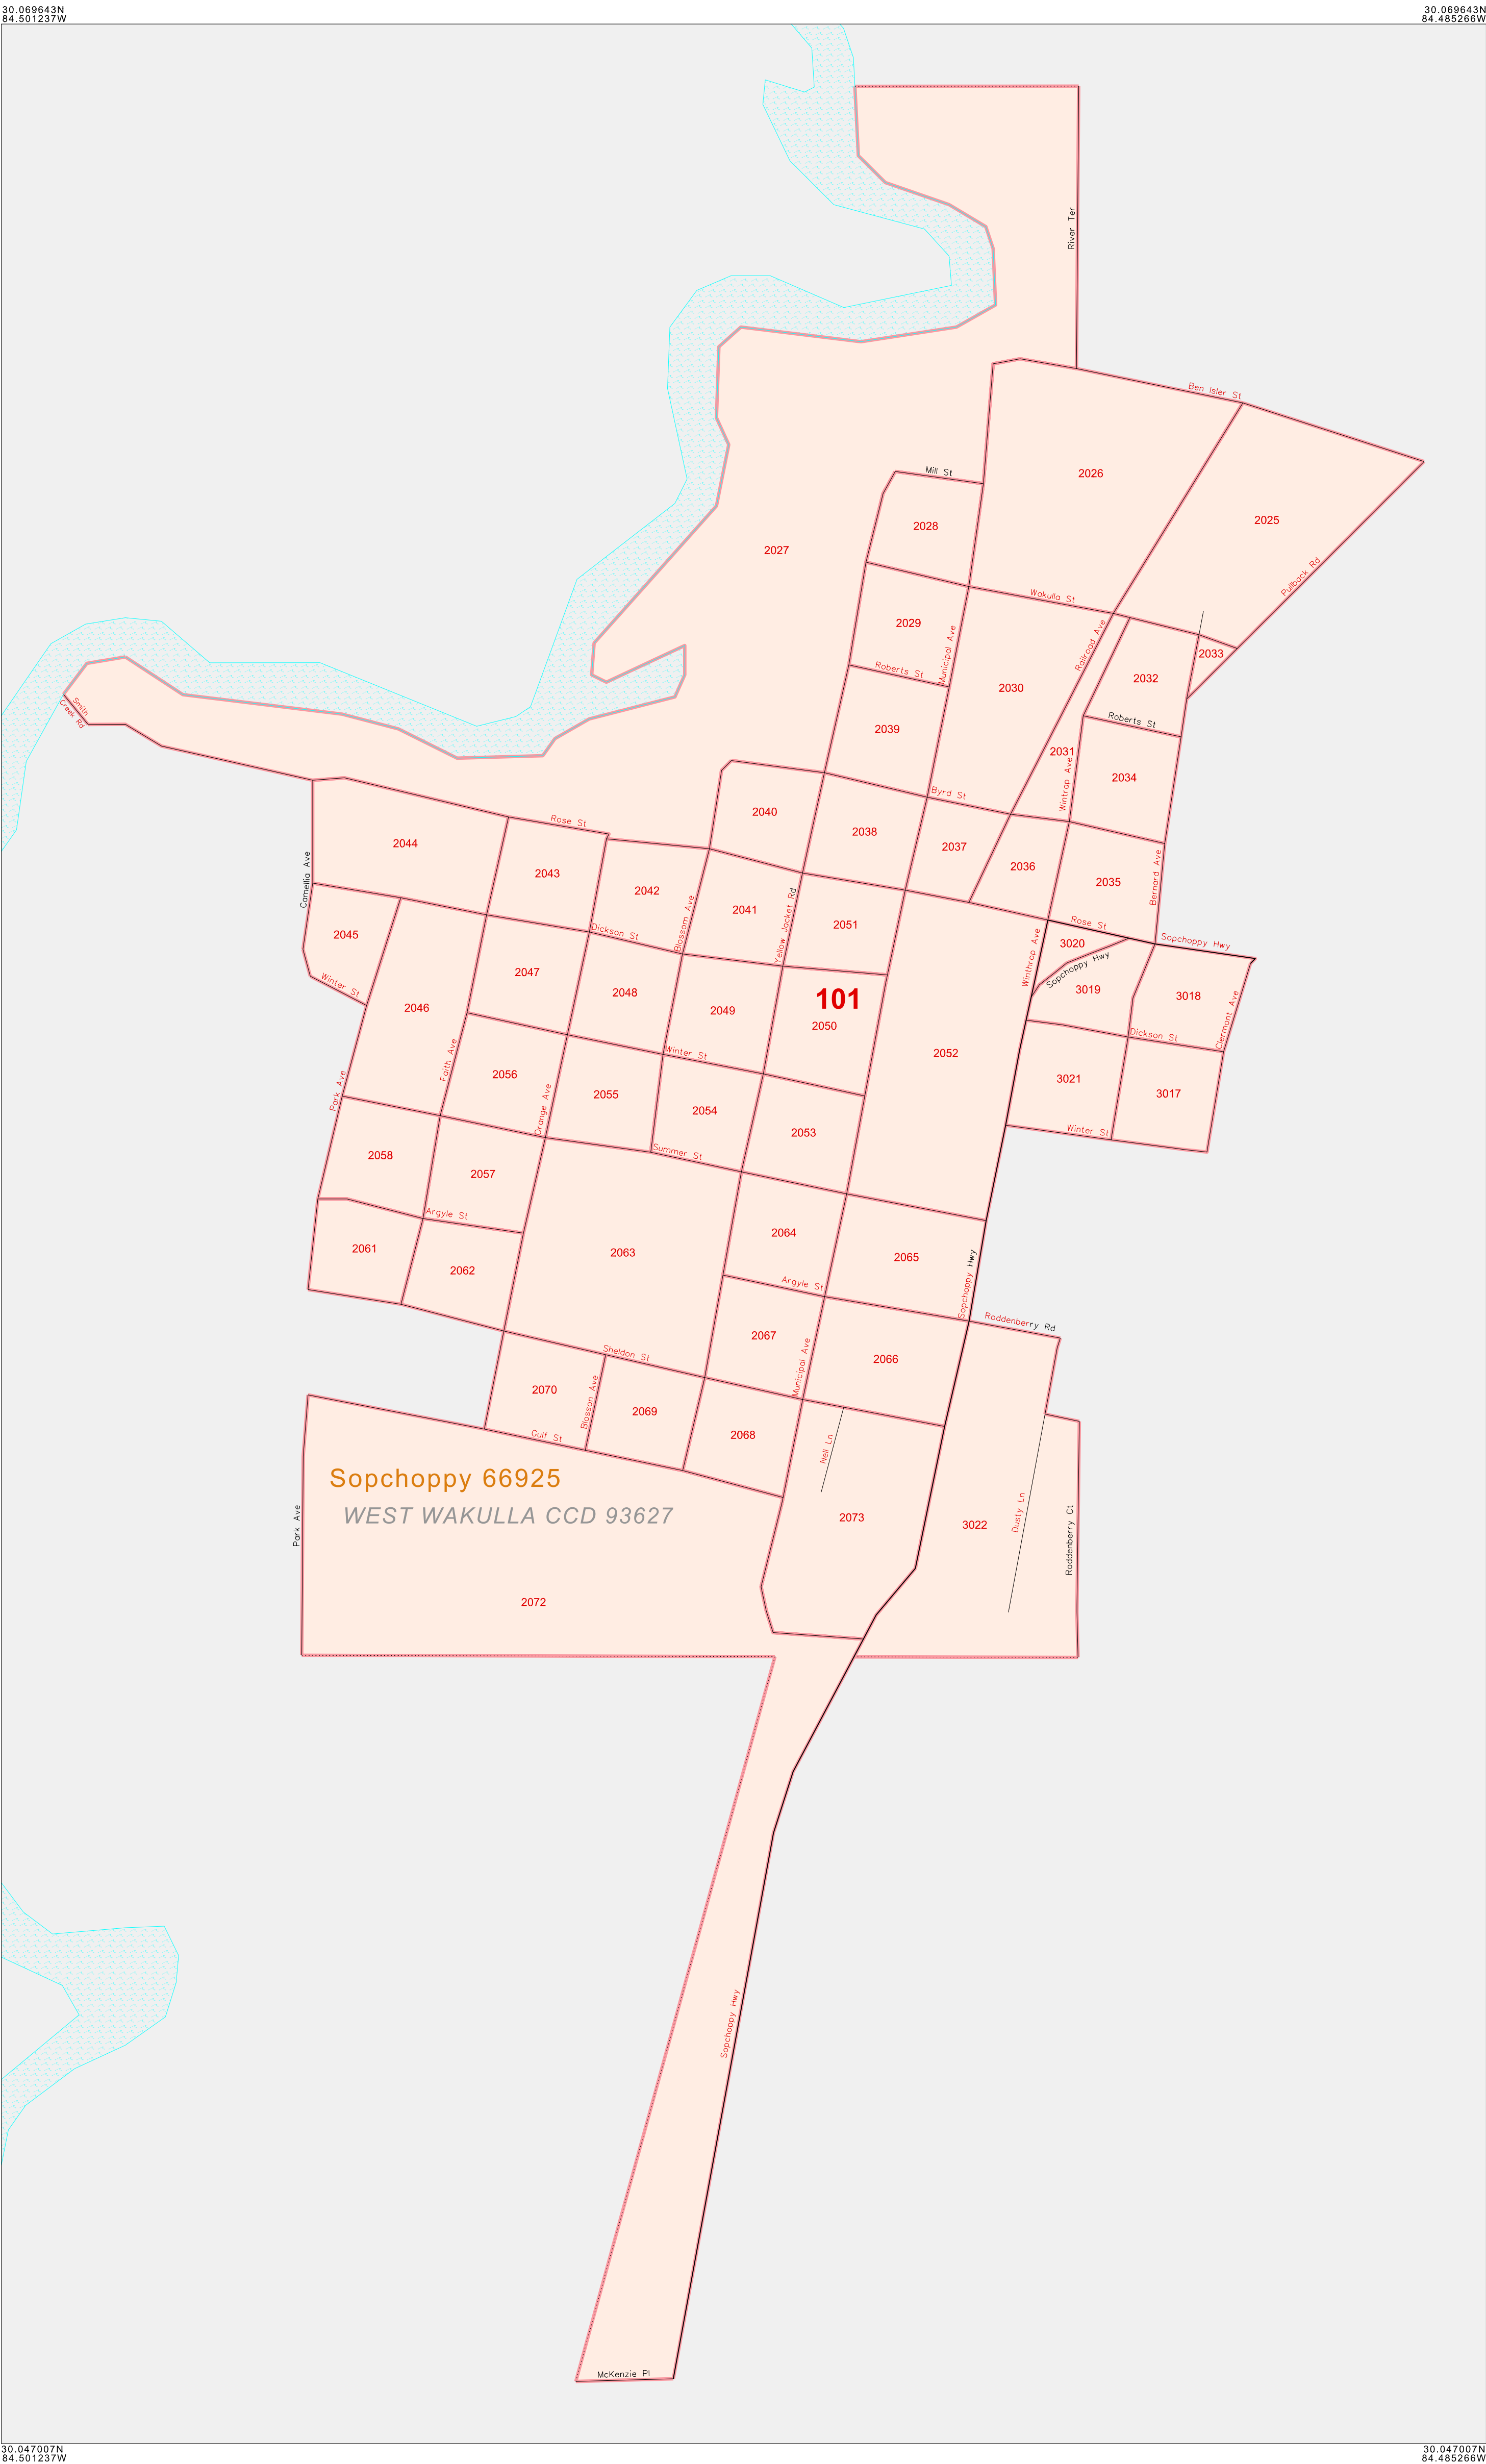 30.069643N
84.501237W
30.069643N
84.485266W
River Ter
Ben Isler St
2026
Mill St
2025
2028
2027
Pullback Rd
Wakulla St
2029
Municipal Ave
Railroad Ave
2033
Roberts St
2032
2030
Smith
Creek Rd
Roberts St
2039
2031
2034
Wintrap Ave
Byrd St
2040
Rose St
2038
2044
2037
2036
2043
Camellia Ave
2042
2035
Bernard Ave
2041
Blossom Ave
Yellow Jacket Rd
2051
Rose St
2045
Dickson St
3020
Sopchoppy Hwy
Winthrop Ave
Sopchoppy Hwy
2047
Winter St
2048
101
3019
3018
2046
2049
2050
Clermont Ave
Dickson St
Winter St
2052
Faith Ave
2056
3021
Park Ave
2055
3017
Orange Ave
2054
2053
Winter St
Summer St
2058
2057
Argyle St
2064
2061
2063
2065
2062
Argyle St
Sopchoppy Hwy
Roddenberry Rd
2067
Sheldon St
2066
Municipal Ave
2070
Blosson Ave
2069
Gulf St
2068
Nell Ln
Sopchoppy 66925
WEST WAKULLA CCD 93627
Park Ave
2073
3022
Dusty Ln
Roddenberry Ct
2072
Sopchoppy Hwy
McKenzie Pl
30.047007N
84.501237W
30.047007N
84.485266W